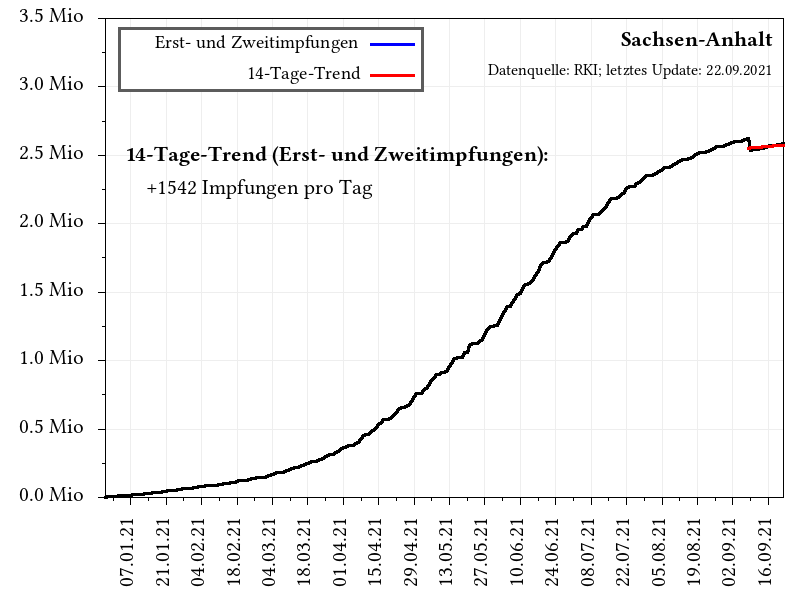 3.5 Mio
3.0 Mio
2.5 Mio
2.0 Mio
1.5 Mio
1.0 Mio
0.5 Mio
0.0 Mio
Erst- und Zweitimpfungen
14-Tage-Trend
Sachsen-Anhalt
Datenquelle: RKI; letztes Update: 22.09.2021
14-Tage-Trend (Erst- und Zweitimpfungen):
+1542 Impfungen pro Tag
07.01.21
21.01.21
04.02.21
18.02.21
04.03.21
18.03.21
01.04.21
15.04.21
29.04.21
13.05.21
27.05.21
10.06.21
24.06.21
08.07.21
22.07.21
05.08.21
19.08.21
02.09.21
16.09.21